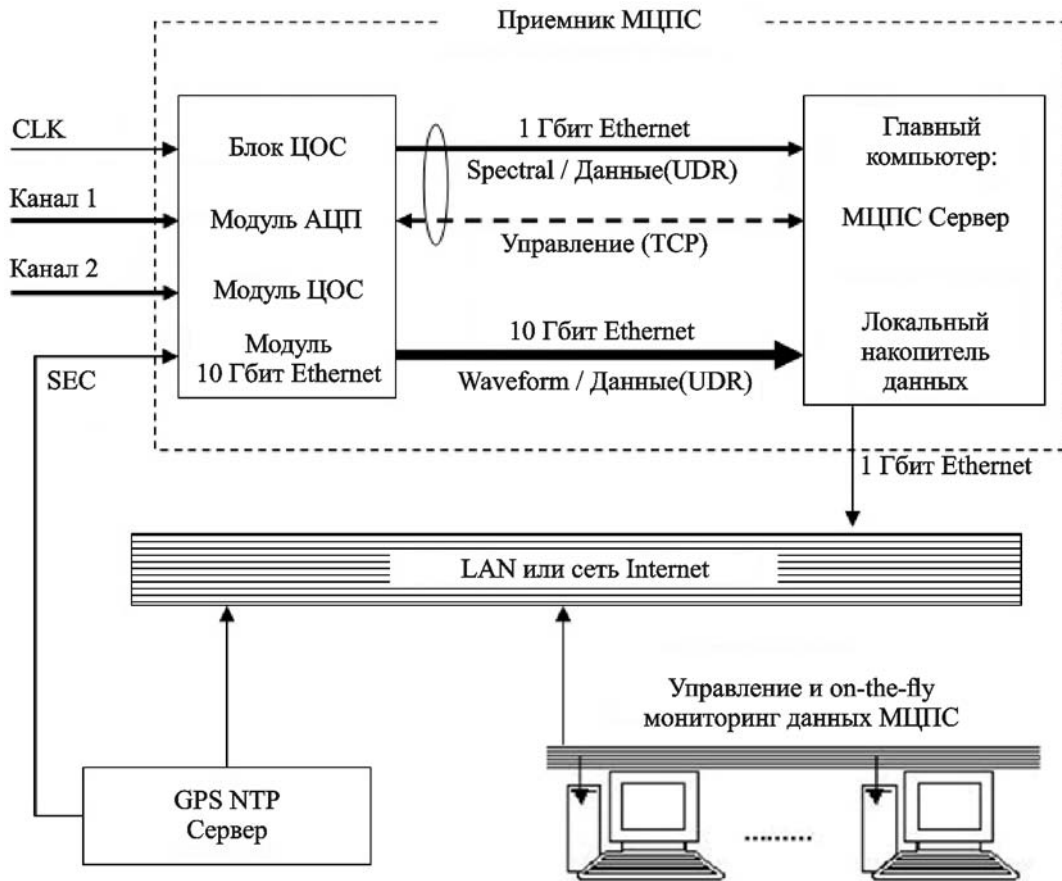 Приемник МЦПС
CLK
Канал 1
Канал 2
SEC
Блок ЦОС
Модуль АЦП
Модуль ЦОС
Модуль
10 Гбит Ethernet
1 Гбит Ethernet
Spectral / Данные(UDR)
Управление (TCP)
10 Гбит Ethernet
Waveform / Данные(UDR)
Главный
компьютер:
МЦПС Сервер
Локальный
накопитель
данных
1 Гбит Ethernet
LAN или сеть Internet
Управление и on-the-fly
мониторинг данных МЦПС
GPS NTP
Сервер